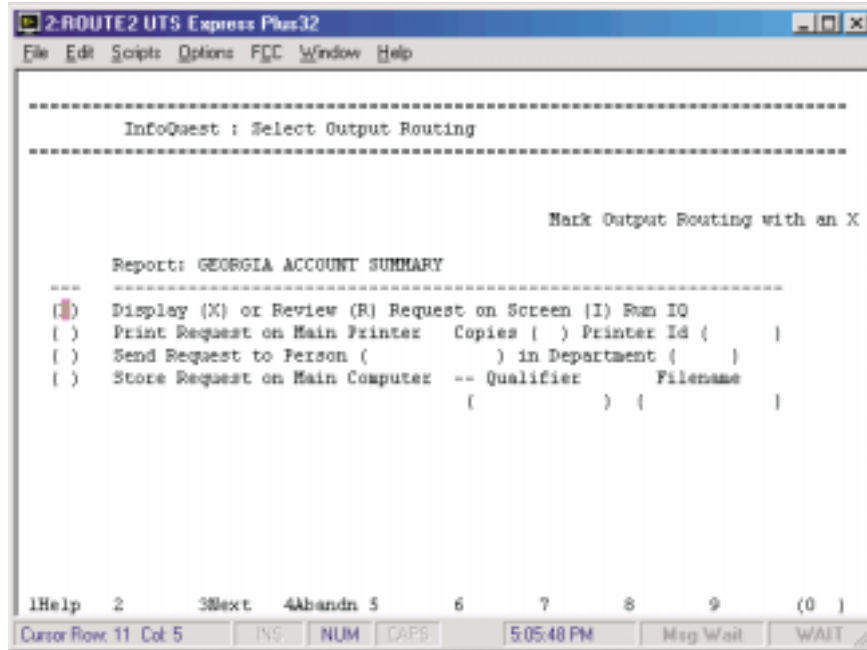 2:ROUTE2 UTS Express Plus32
File Edit Scripts Options FCC Window Help
InfoQuest : Select Output Routing
Mark Output Routing with an X
Report: GEORGIA ACCOUNT SUMMARY
( ) Display (X) or Review (R) Request on Screen (I) Run IQ
( ) Print Request on Main Printer Copies ( ) Printer Id ( )
( ) Send Request to Person ( ) in Department ( )
( ) Store Request on Main Computer -- Qualifier Filename
( ) ( )
1Help 2 3Next 4Abandn 5 6 7 8 9 (0 )
Cursor Row: 11 Col: 5 INS NUM CAPS 5:05:48 PM Msg Wait WAIT